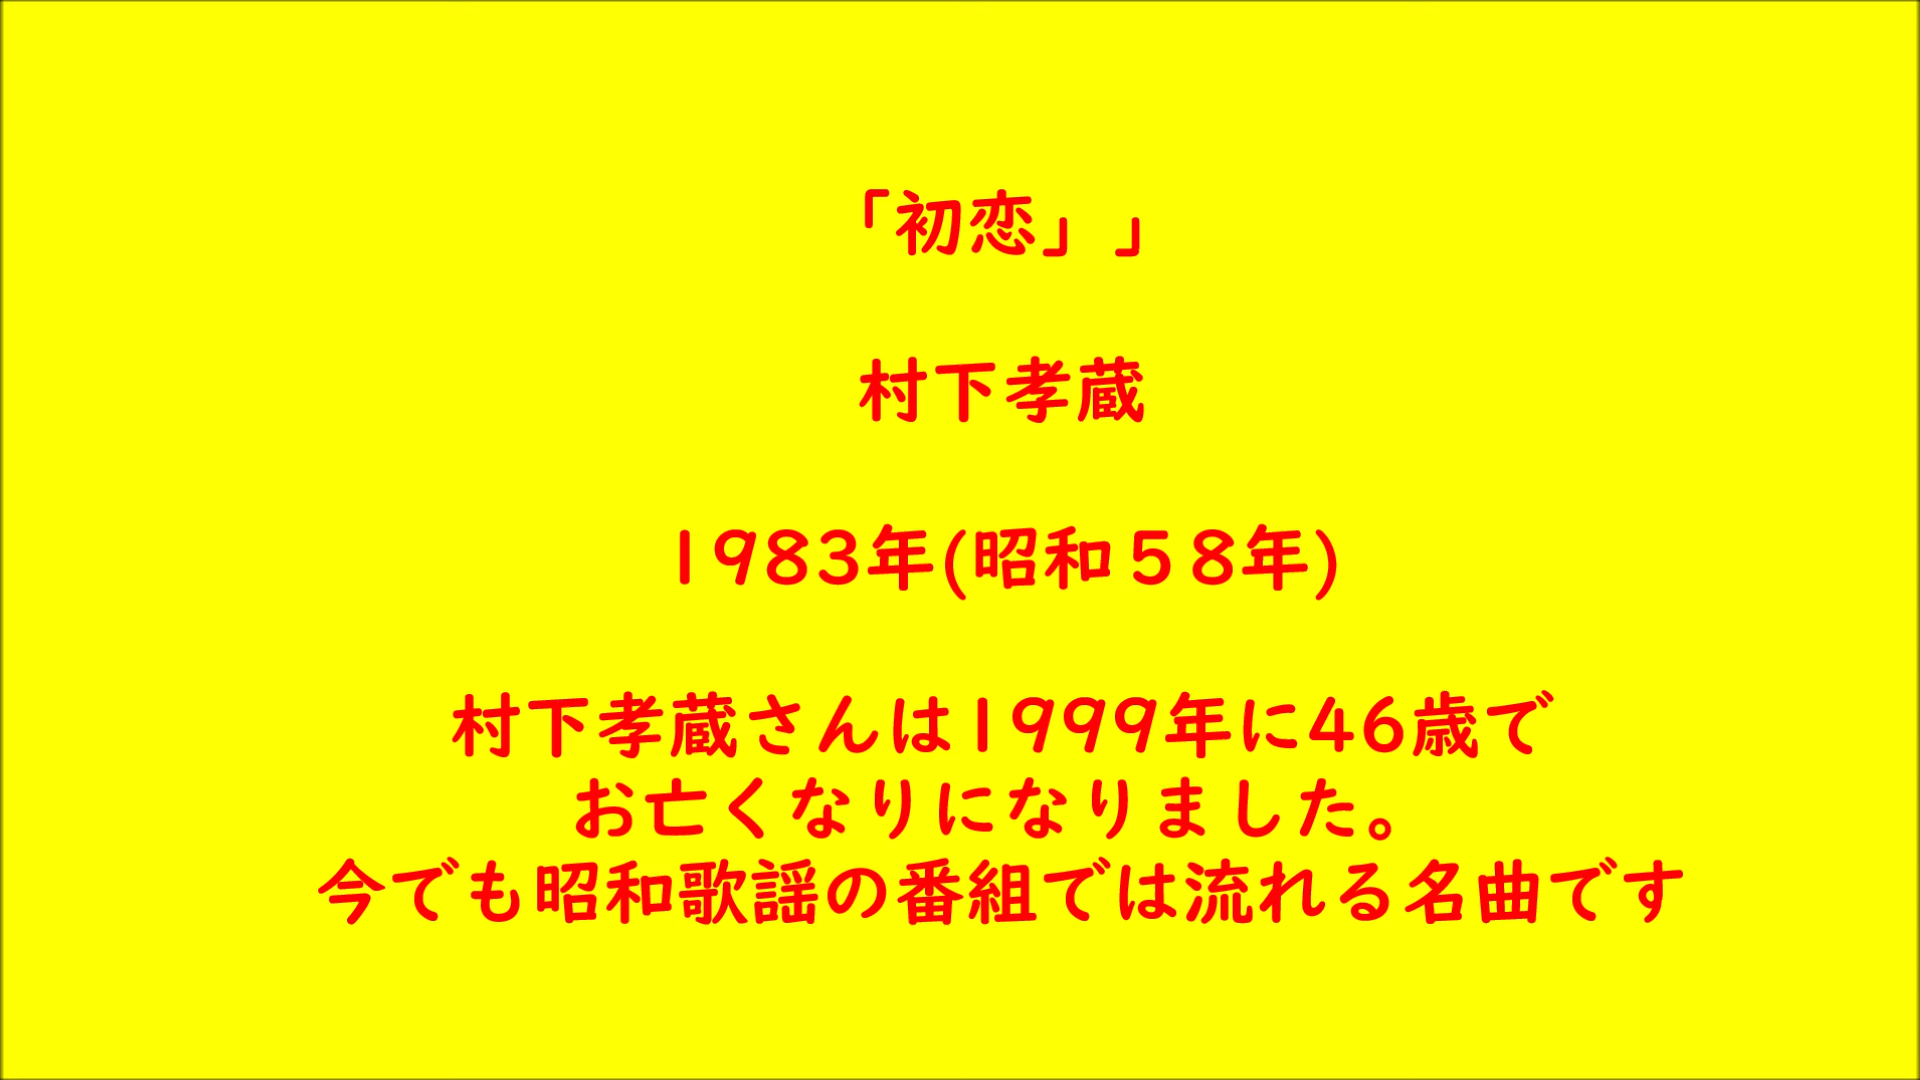 「初恋」」
村下孝蔵
1983年(昭和５８年)
村下孝蔵さんは1999年に46歳で
お亡くなりになりました。
今でも昭和歌謡の番組では流れる名曲です